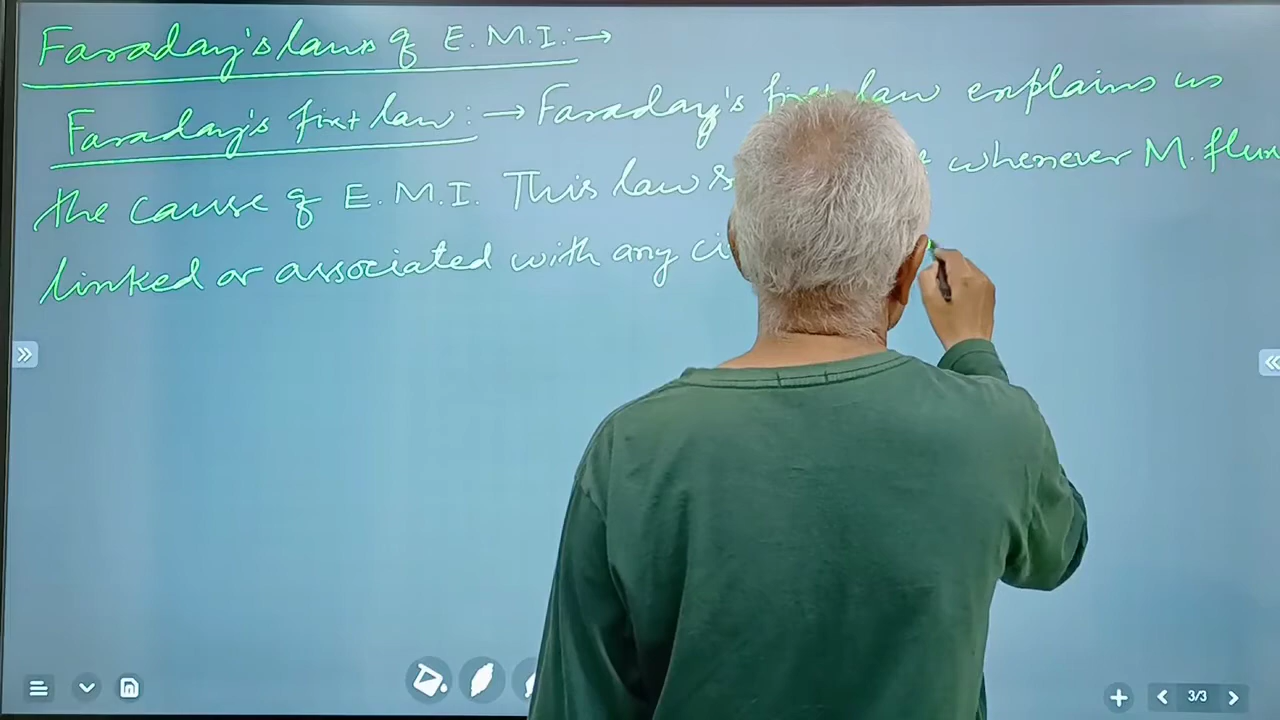 Faraday's laws of E.M.I:→
Faraday's first law:→ Faraday's first law explains us
the cause of E.M.I. This law whenever M. flux
linked or associated with any
3/3